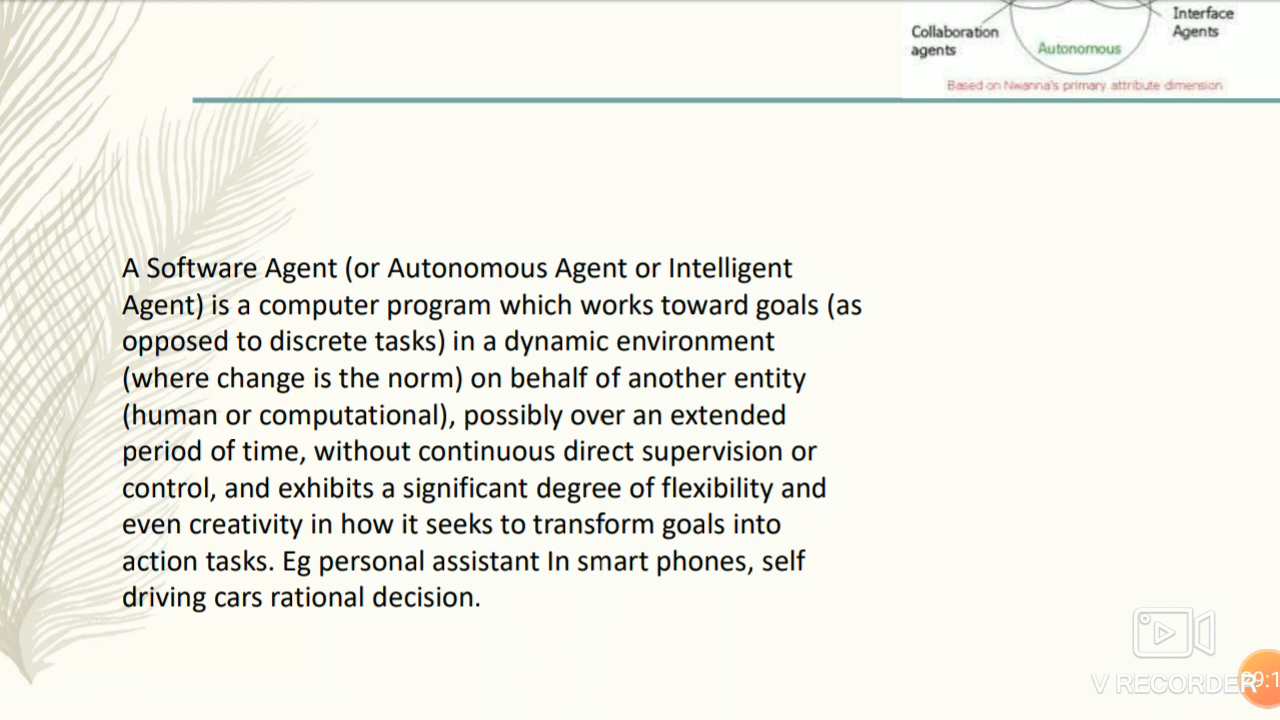 Interface
Agents
Collaboration
agents
Autonomous
Based on Nwanna's primary attribute dimension
A Software Agent (or Autonomous Agent or Intelligent
Agent) is a computer program which works toward goals (as
opposed to discrete tasks) in a dynamic environment
(where change is the norm) on behalf of another entity
(human or computational), possibly over an extended
period of time, without continuous direct supervision or
control, and exhibits a significant degree of flexibility and
even creativity in how it seeks to transform goals into
action tasks. Eg personal assistant In smart phones, self
driving cars rational decision.
V RECORDER